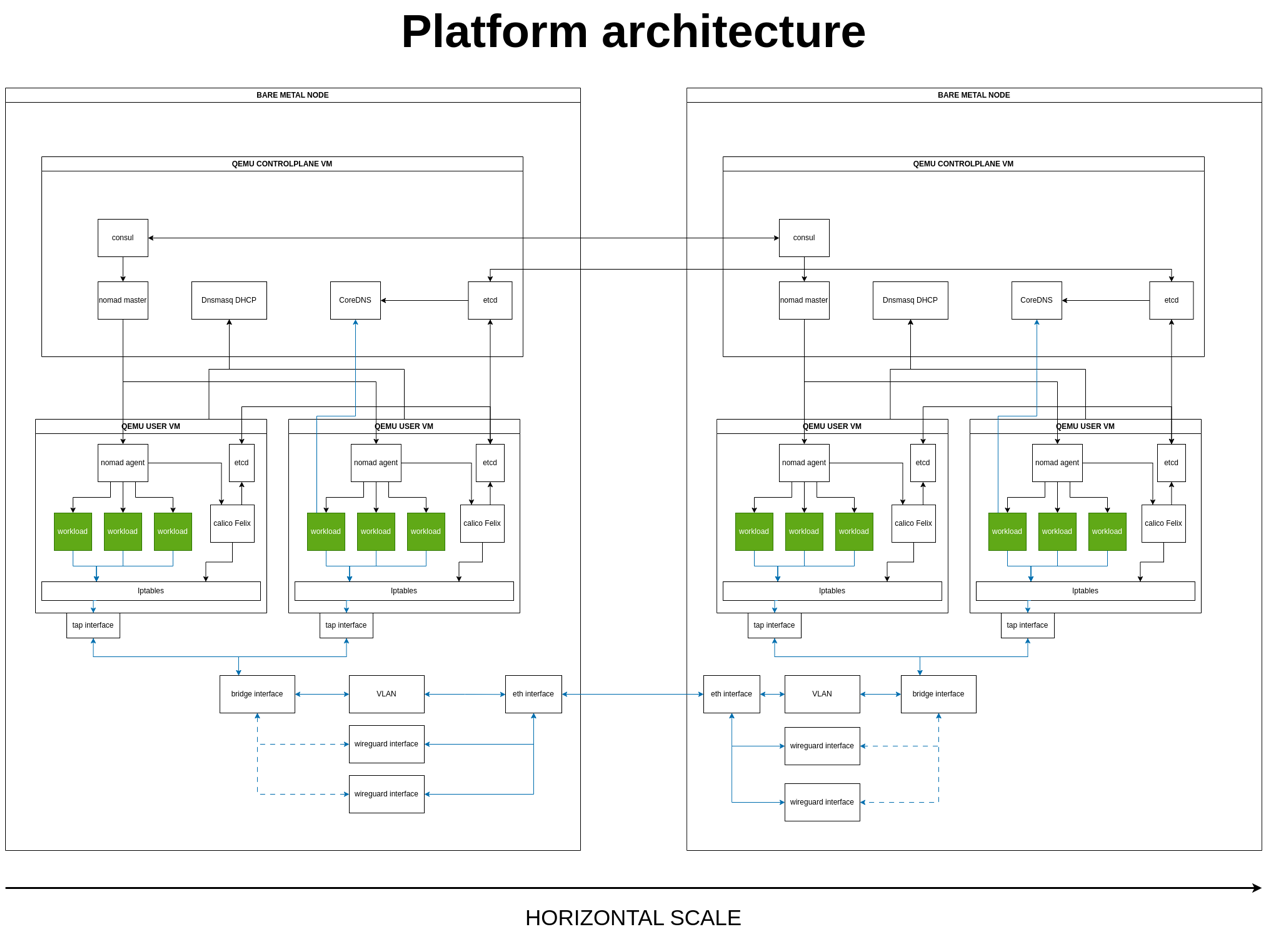 Platform architecture
BARE METAL NODE
QEMU CONTROLPLANE VM
consul
nomad master
Dnsmasq DHCP
CoreDNS
etcd
QEMU USER VM
nomad agent
etcd
workload
workload
workload
calico Felix
Iptables
tap interface
QEMU USER VM
nomad agent
etcd
workload
workload
workload
calico Felix
Iptables
tap interface
bridge interface
VLAN
eth interface
wireguard interface
wireguard interface
BARE METAL NODE
QEMU CONTROLPLANE VM
consul
nomad master
Dnsmasq DHCP
CoreDNS
etcd
QEMU USER VM
nomad agent
etcd
workload
workload
workload
calico Felix
Iptables
tap interface
QEMU USER VM
nomad agent
etcd
workload
workload
workload
calico Felix
Iptables
tap interface
eth interface
VLAN
bridge interface
wireguard interface
wireguard interface
HORIZONTAL SCALE